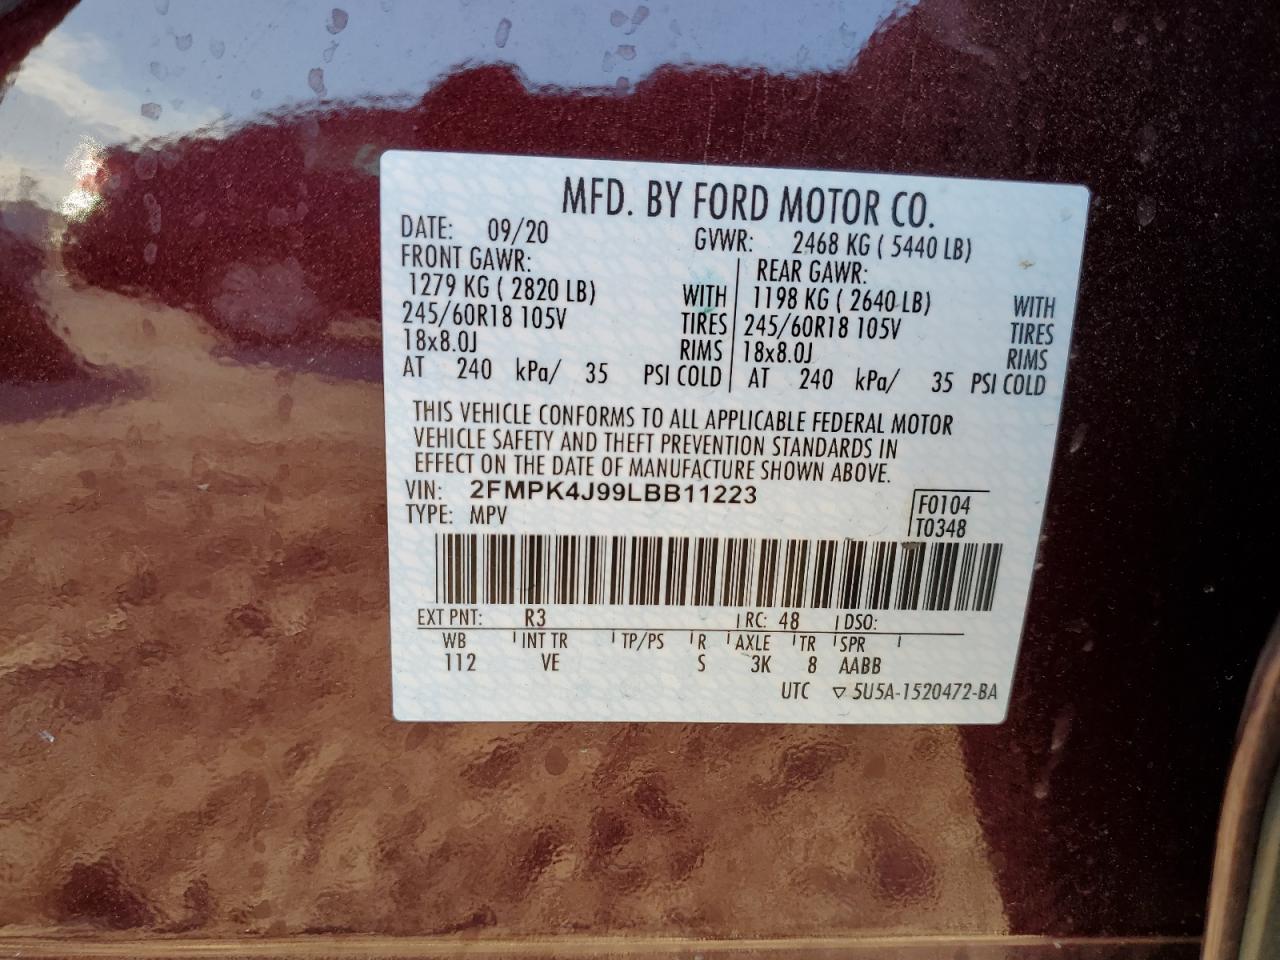 MFD. BY FORD MOTOR CO.
DATE: 09/20 GVWR: 2468 KG ( 5440 LB)
FRONT GAWR: REAR GAWR:
1279 KG ( 2820 LB) WITH 1198 KG ( 2640 LB) WITH
245/60R18 105V TIRES 245/60R18 105V TIRES
18x8.0J RIMS 18x8.0J RIMS
AT 240 kPa/ 35 PSI COLD AT 240 kPa/ 35 PSI COLD
THIS VEHICLE CONFORMS TO ALL APPLICABLE FEDERAL MOTOR
VEHICLE SAFETY AND THEFT PREVENTION STANDARDS IN
EFFECT ON THE DATE OF MANUFACTURE SHOWN ABOVE.
VIN: 2FMPK4J99LBB11223 F0104
TYPE: MPV T0348
EXT PNT: R3 RC: 48 DSO:
WB INT TR TP/PS R AXLE TR SPR
112 VE S 3K 8 AABB
UTC ▽ 5U5A-1520472-BA